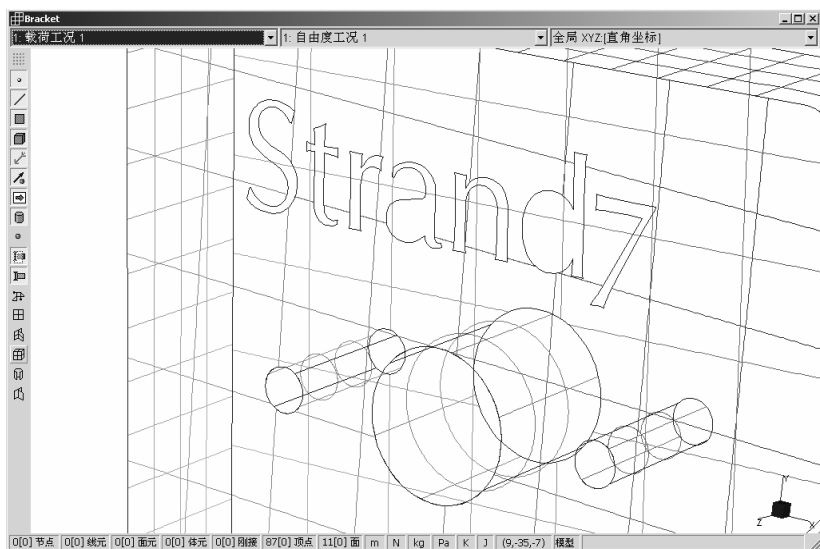 Bracket
1: 载荷工况 1 1: 自由度工况 1 全局 XYZ:[直角坐标]
Strand7
Y
Z X
0[0] 节点 0[0] 线元 0[0] 面元 0[0] 体元 0[0] 刚接 87[0] 顶点 11[0] 面 m N kg Pa K J (9,-35,-7) 模型